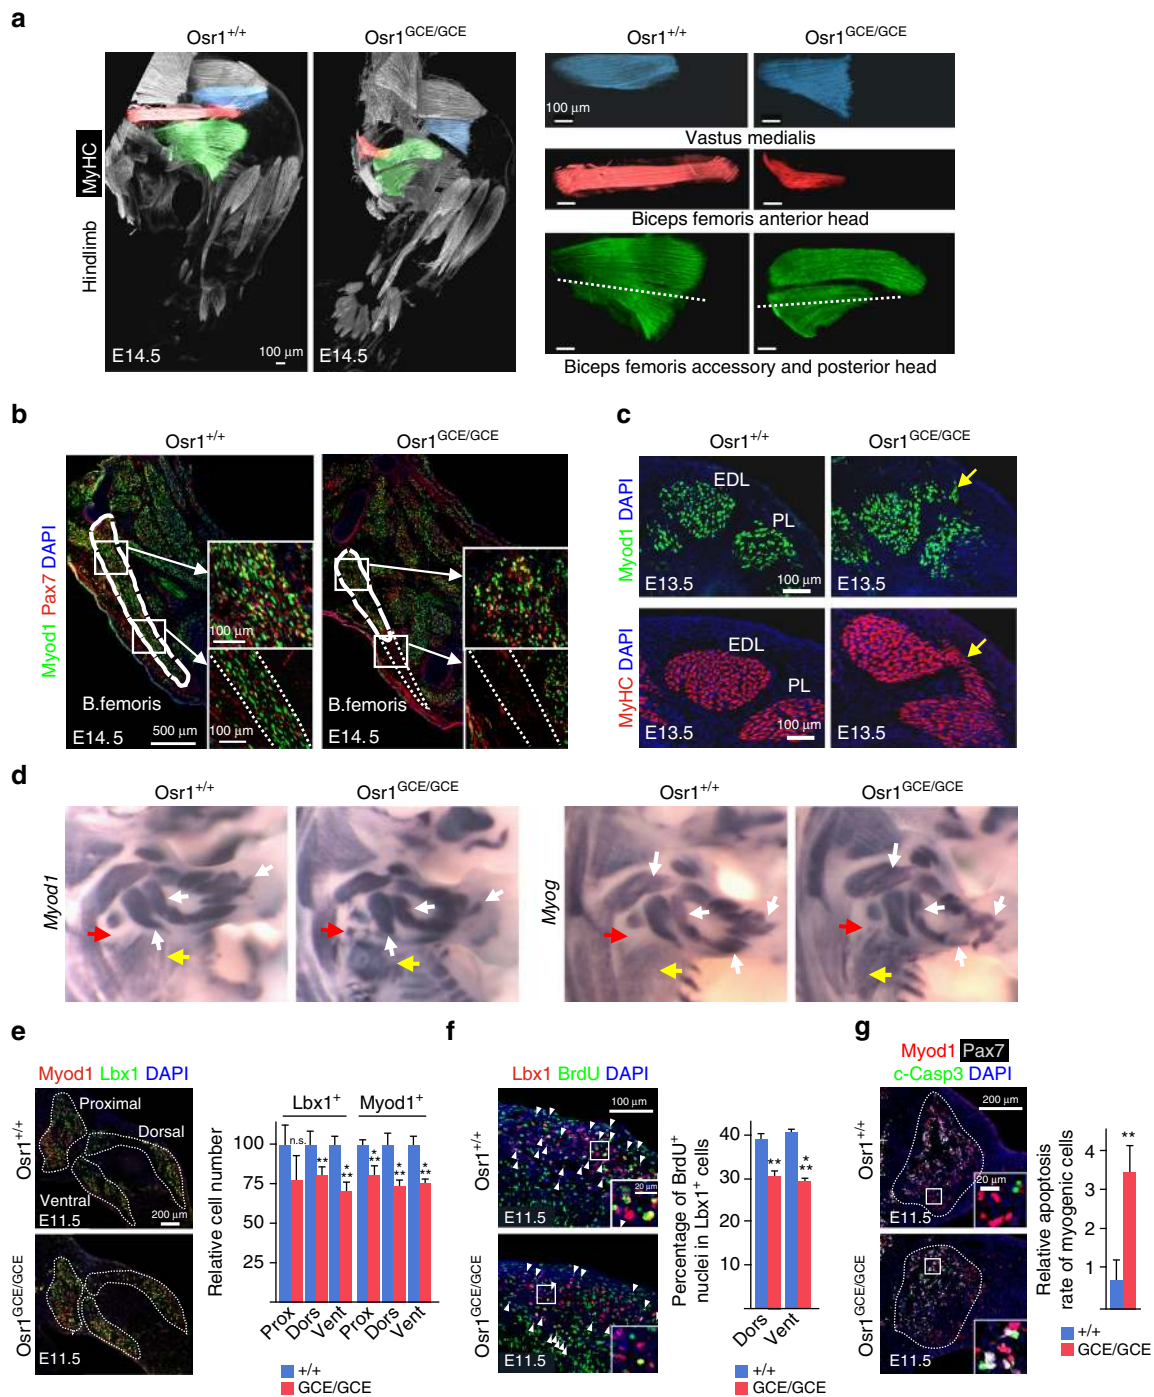 a
Osr1+/+
Osr1GCE/GCE
Osr1+/+
Osr1GCE/GCE
Hindlimb
MyHC
E14.5
100 µm
E14.5
100 µm
Vastus medialis
Biceps femoris anterior head
Biceps femoris accessory and posterior head
b
Osr1+/+
Osr1GCE/GCE
Myod1 Pax7 DAPI
100 µm
B.femoris
E14.5
500 µm
100 µm
B.femoris
E14.5
c
Osr1+/+
Osr1GCE/GCE
Myod1 DAPI
EDL
PL
E13.5
100 µm
E13.5
MyHC DAPI
EDL
PL
E13.5
100 µm
E13.5
d
Osr1+/+
Osr1GCE/GCE
Osr1+/+
Osr1GCE/GCE
Myod1
Myog
e
Myod1 Lbx1 DAPI
Osr1+/+
Proximal
Dorsal
Ventral
E11.5
200 µm
Osr1GCE/GCE
E11.5
Relative cell number
Lbx1+
Myod1+
100
75
50
25
n.s.
**
***
***
***
***
Prox
Dors
Vent
Prox
Dors
Vent
+/+
GCE/GCE
f
Lbx1 BrdU DAPI
Osr1+/+
100 µm
20 µm
E11.5
Osr1GCE/GCE
E11.5
Percentage of BrdU+
nuclei in Lbx1+ cells
40
30
20
10
**
***
Dors
Vent
+/+
GCE/GCE
g
Myod1 Pax7
c-Casp3 DAPI
Osr1+/+
200 µm
20 µm
E11.5
Osr1GCE/GCE
E11.5
Relative apoptosis
rate of myogenic cells
4
3
2
1
**
+/+
GCE/GCE